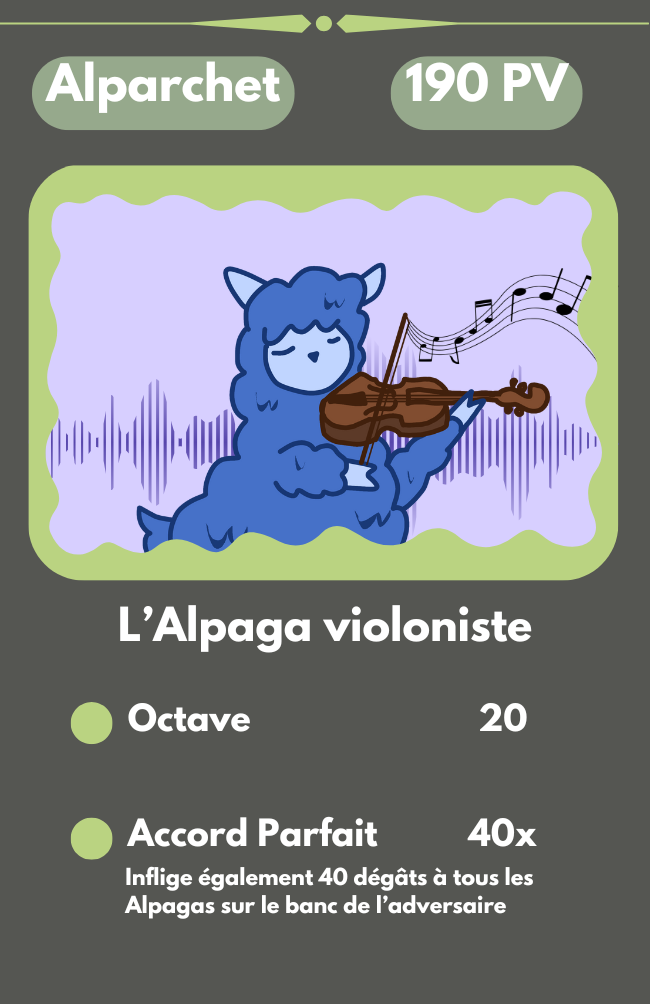 Alparchet
190 PV
L’Alpaga violoniste
Octave 20
Accord Parfait 40x
Inflige également 40 dégâts à tous les
Alpagas sur le banc de l’adversaire